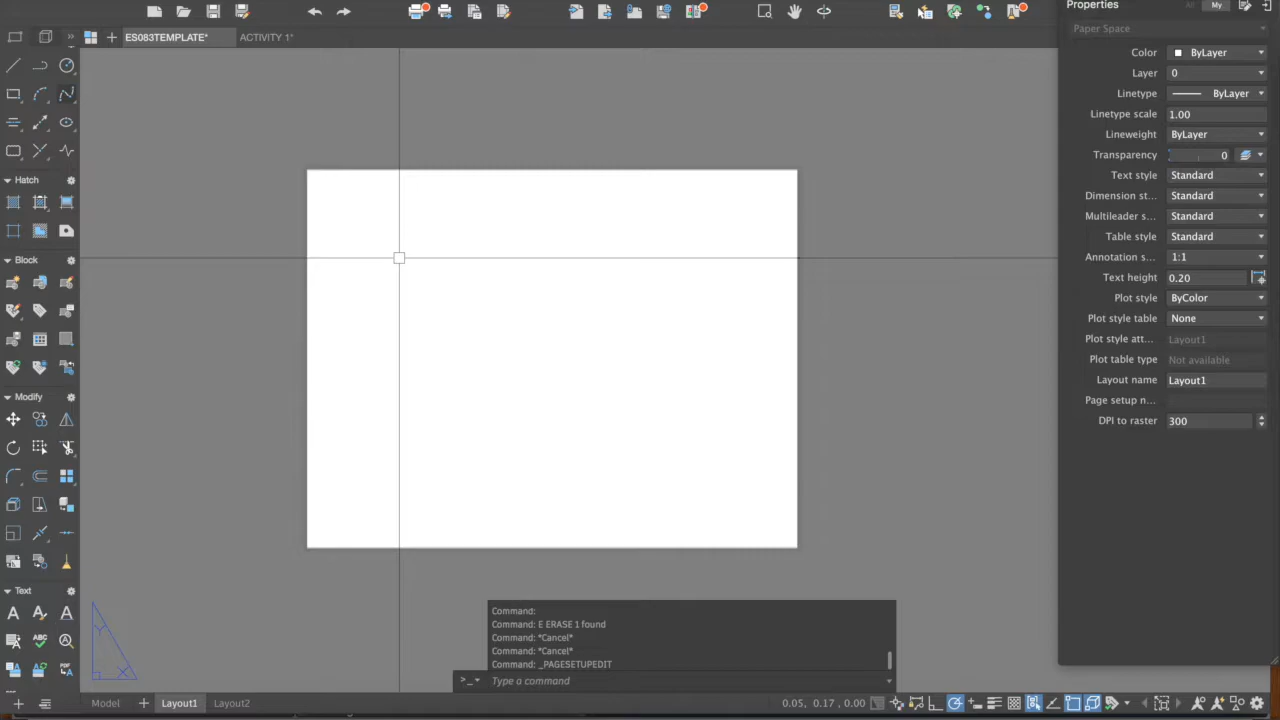 Properties
All
My
ES083TEMPLATE*
ACTIVITY 1*
Paper Space
Color ByLayer
Layer 0
Linetype ByLayer
Linetype scale 1.00
Lineweight ByLayer
Transparency 0
Text style Standard
Dimension st... Standard
Multileader s... Standard
Table style Standard
Annotation s... 1:1
Text height 0.20
Plot style ByColor
Plot style table None
Plot style att... Layout1
Plot table type Not available
Layout name Layout1
Page setup n...
DPI to raster 300
Hatch
Block
Modify
Text
A A A
ABC
PDF
Y
X
Command:
Command: E ERASE 1 found
Command: *Cancel*
Command: *Cancel*
Command: _PAGESETUPEDIT
>_ Type a command
Model
Layout1
Layout2
0.05, 0.17 , 0.00